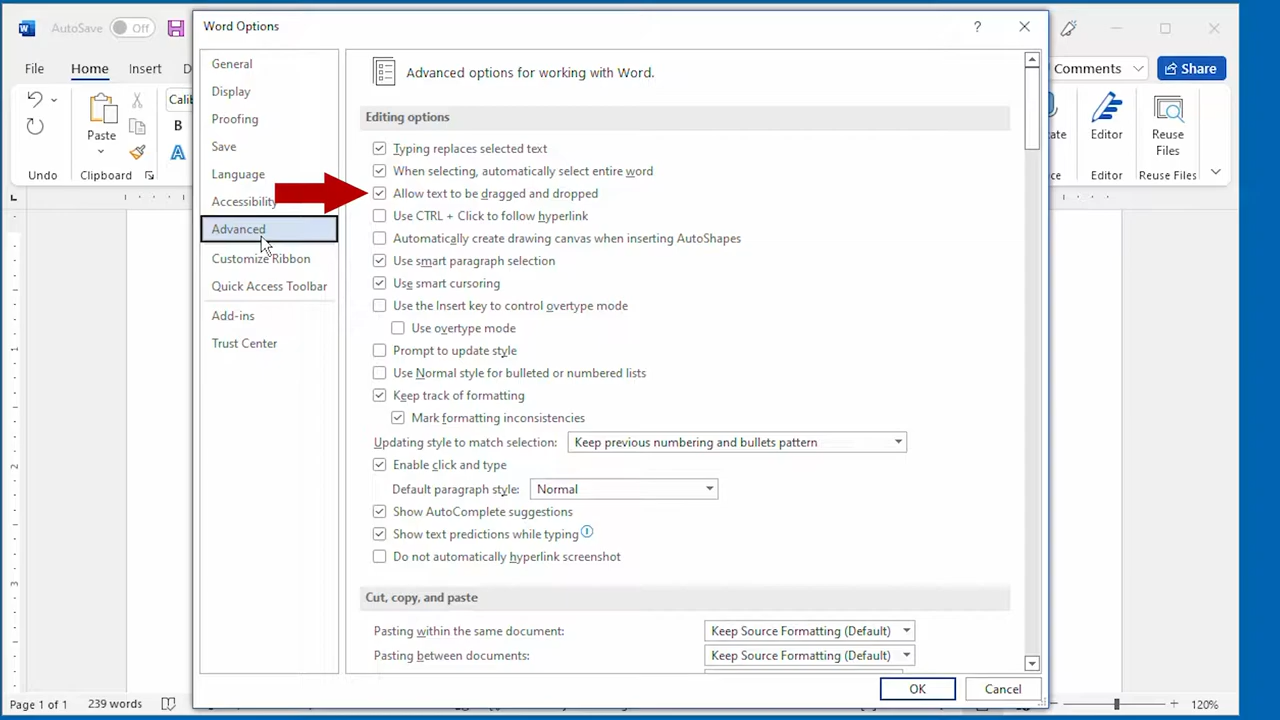 AutoSave Off
Word Options
?
File Home Insert D
Comments Share
Calib
Paste
B
A
Undo Clipboard
Editor
Reuse
Files
Editor Reuse Files
General
Display
Proofing
Save
Language
Accessibility
Advanced
Customize Ribbon
Quick Access Toolbar
Add-ins
Trust Center
Advanced options for working with Word.
Editing options
Typing replaces selected text
When selecting, automatically select entire word
Allow text to be dragged and dropped
Use CTRL + Click to follow hyperlink
Automatically create drawing canvas when inserting AutoShapes
Use smart paragraph selection
Use smart cursoring
Use the Insert key to control overtype mode
Use overtype mode
Prompt to update style
Use Normal style for bulleted or numbered lists
Keep track of formatting
Mark formatting inconsistencies
Updating style to match selection: Keep previous numbering and bullets pattern
Enable click and type
Default paragraph style: Normal
Show AutoComplete suggestions
Show text predictions while typing
Do not automatically hyperlink screenshot
Cut, copy, and paste
Pasting within the same document: Keep Source Formatting (Default)
Pasting between documents: Keep Source Formatting (Default)
OK Cancel
1
2
3
Page 1 of 1 239 words 120%